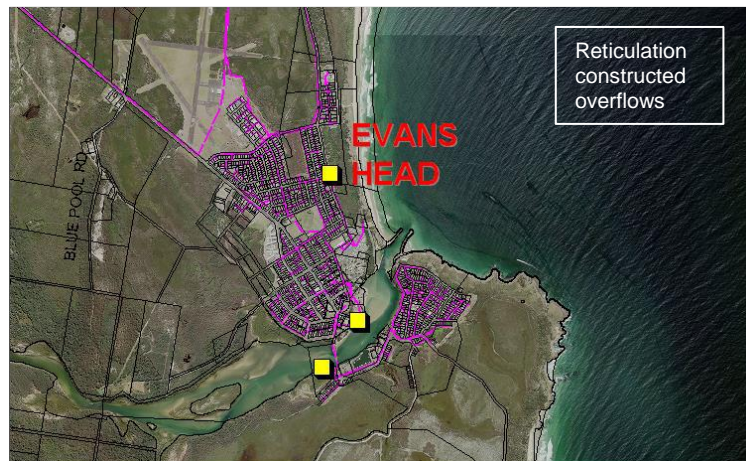 Reticulation
constructed
overflows
EVANS
HEAD
BLUE POOL RD